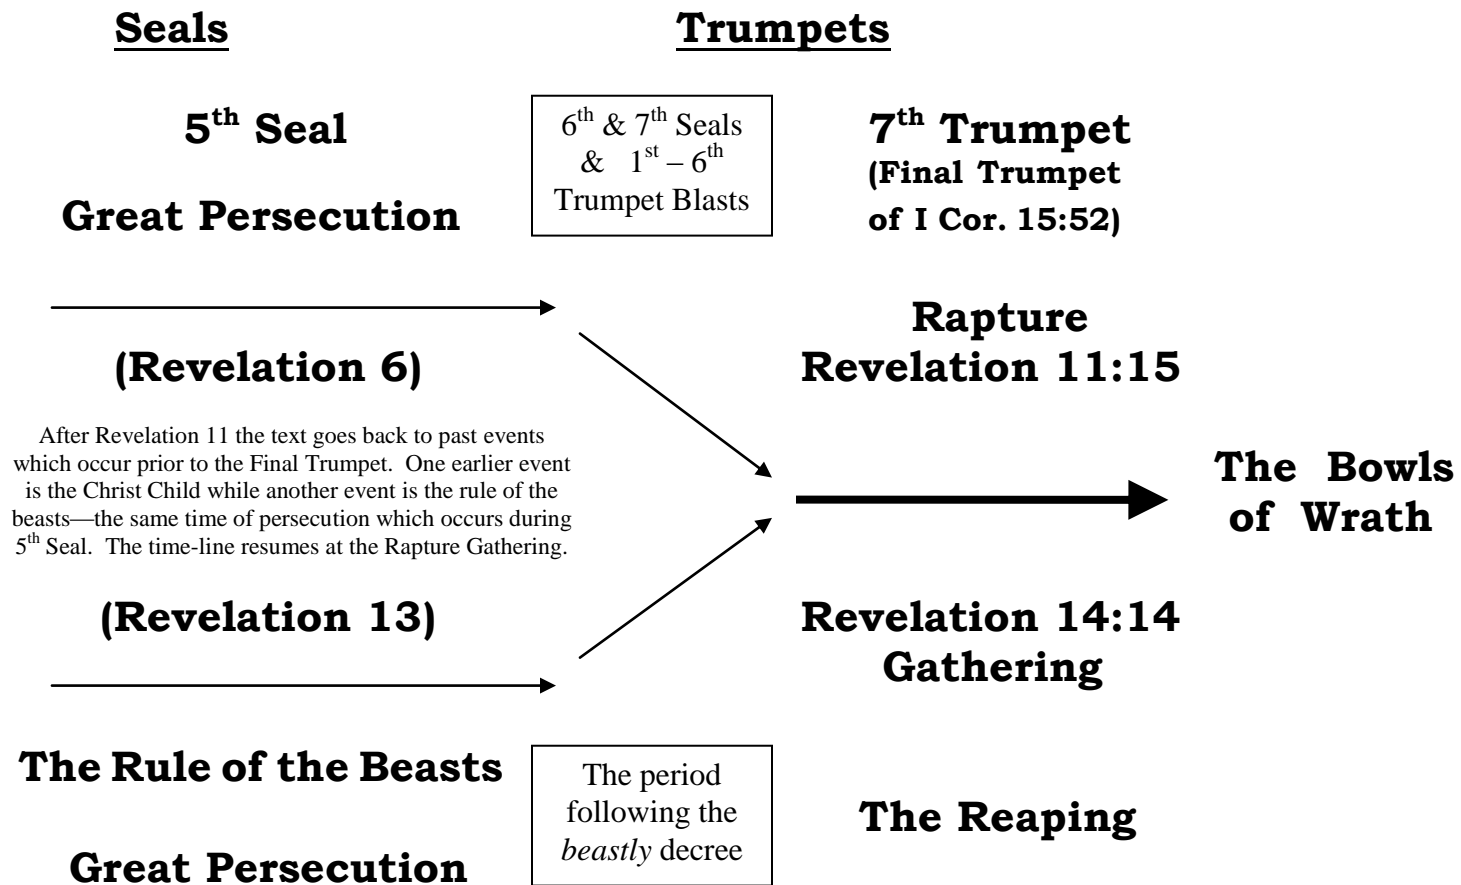 Seals
Trumpets
5th Seal
6th & 7th Seals
& 1st – 6th
Trumpet Blasts
7th Trumpet
(Final Trumpet
of I Cor. 15:52)
Great Persecution
Rapture
Revelation 11:15
(Revelation 6)
After Revelation 11 the text goes back to past events
which occur prior to the Final Trumpet. One earlier event
is the Christ Child while another event is the rule of the
beasts—the same time of persecution which occurs during
5th Seal. The time-line resumes at the Rapture Gathering.
The Bowls
of Wrath
(Revelation 13)
Revelation 14:14
Gathering
The Rule of the Beasts
Great Persecution
The period
following the
beastly decree
The Reaping